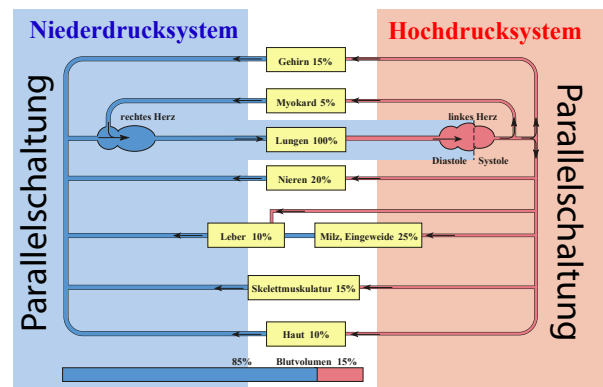 Niederdrucksystem
Hochdrucksystem
Parallelschaltung
Parallelschaltung
Gehirn 15%
Myokard 5%
rechtes Herz
linkes Herz
Lungen 100%
Diastole
Systole
Nieren 20%
Leber 10%
Milz, Eingeweide 25%
Skelettmuskulatur 15%
Haut 10%
85% Blutvolumen 15%